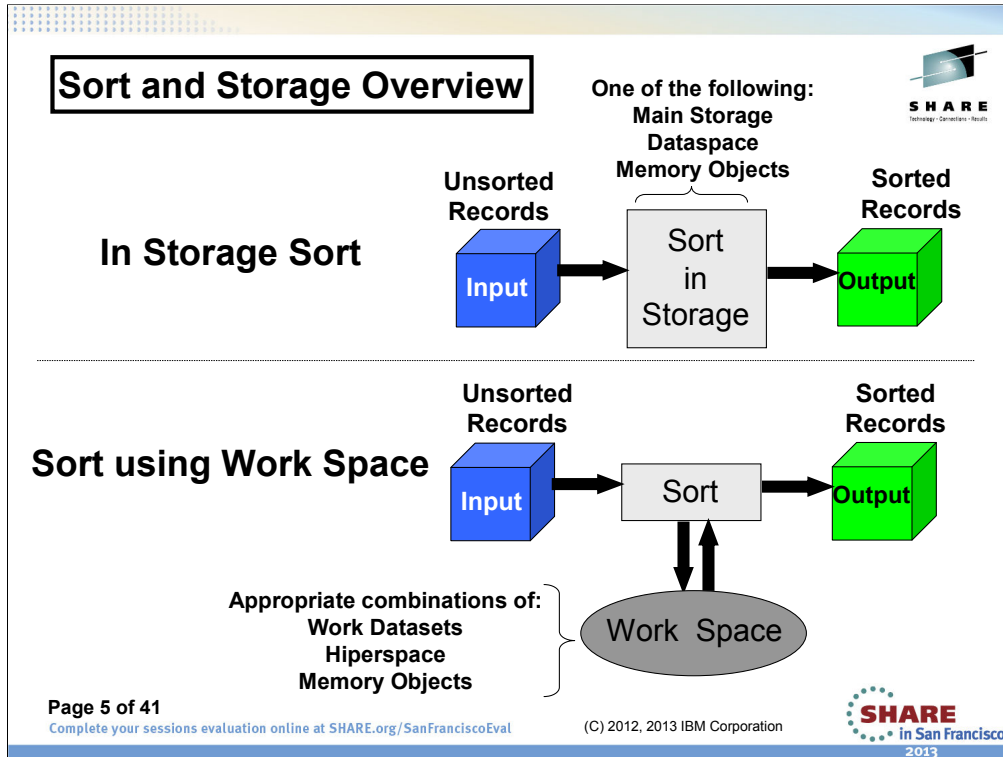 Sort and Storage Overview
SHARE
Technology · Connections · Results
One of the following:
Main Storage
Dataspace
Memory Objects
In Storage Sort
Unsorted
Records
Input
Sort
in
Storage
Sorted
Records
Output
Sort using Work Space
Unsorted
Records
Input
Sort
Sorted
Records
Output
Appropriate combinations of:
Work Datasets
Hiperspace
Memory Objects
Work Space
Page 5 of 41
Complete your sessions evaluation online at SHARE.org/SanFranciscoEval
(C) 2012, 2013 IBM Corporation
SHARE
in San Francisco
2013